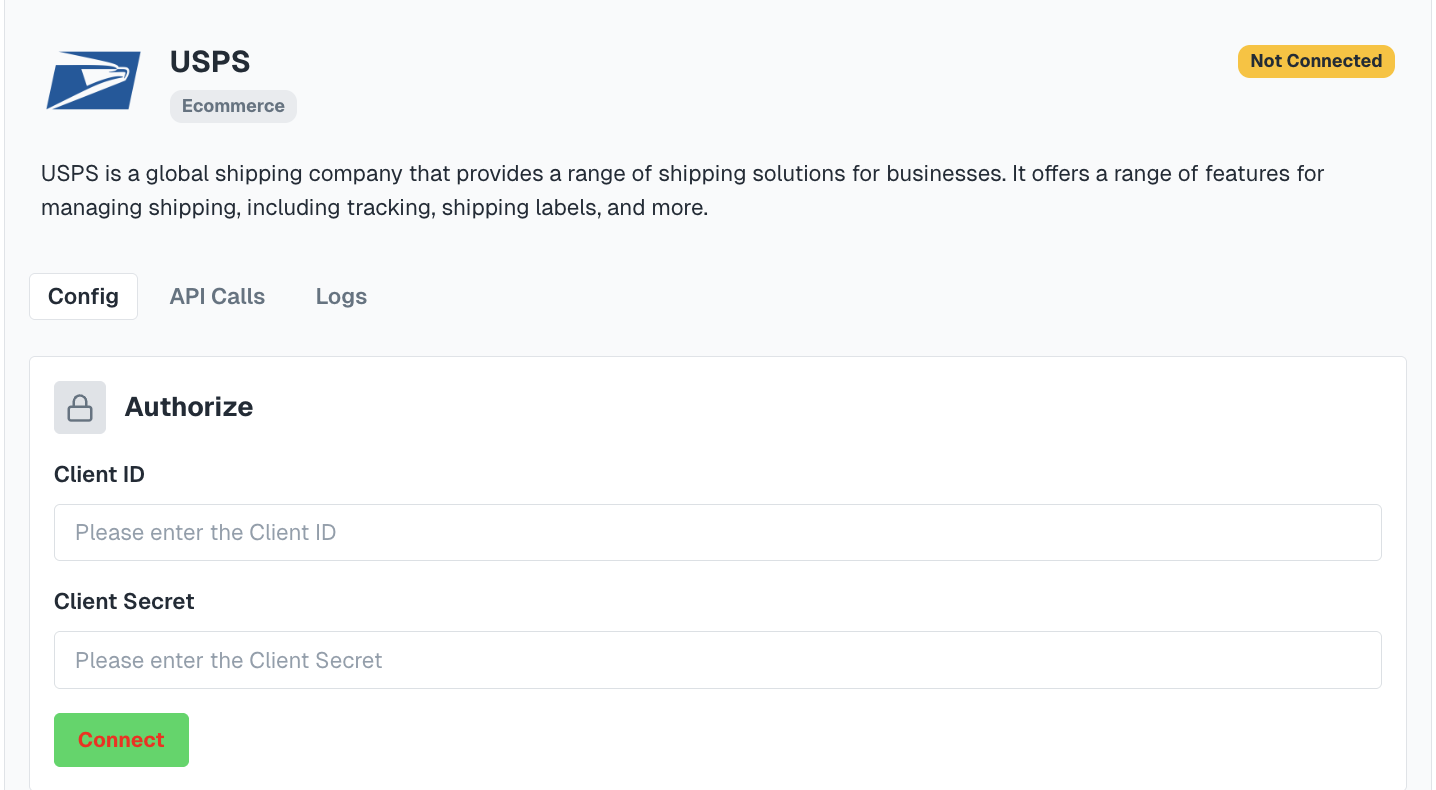 USPS
Not Connected
Ecommerce
USPS is a global shipping company that provides a range of shipping solutions for businesses. It offers a range of features for
managing shipping, including tracking, shipping labels, and more.
Config
API Calls
Logs
Authorize
Client ID
Please enter the Client ID
Client Secret
Please enter the Client Secret
Connect